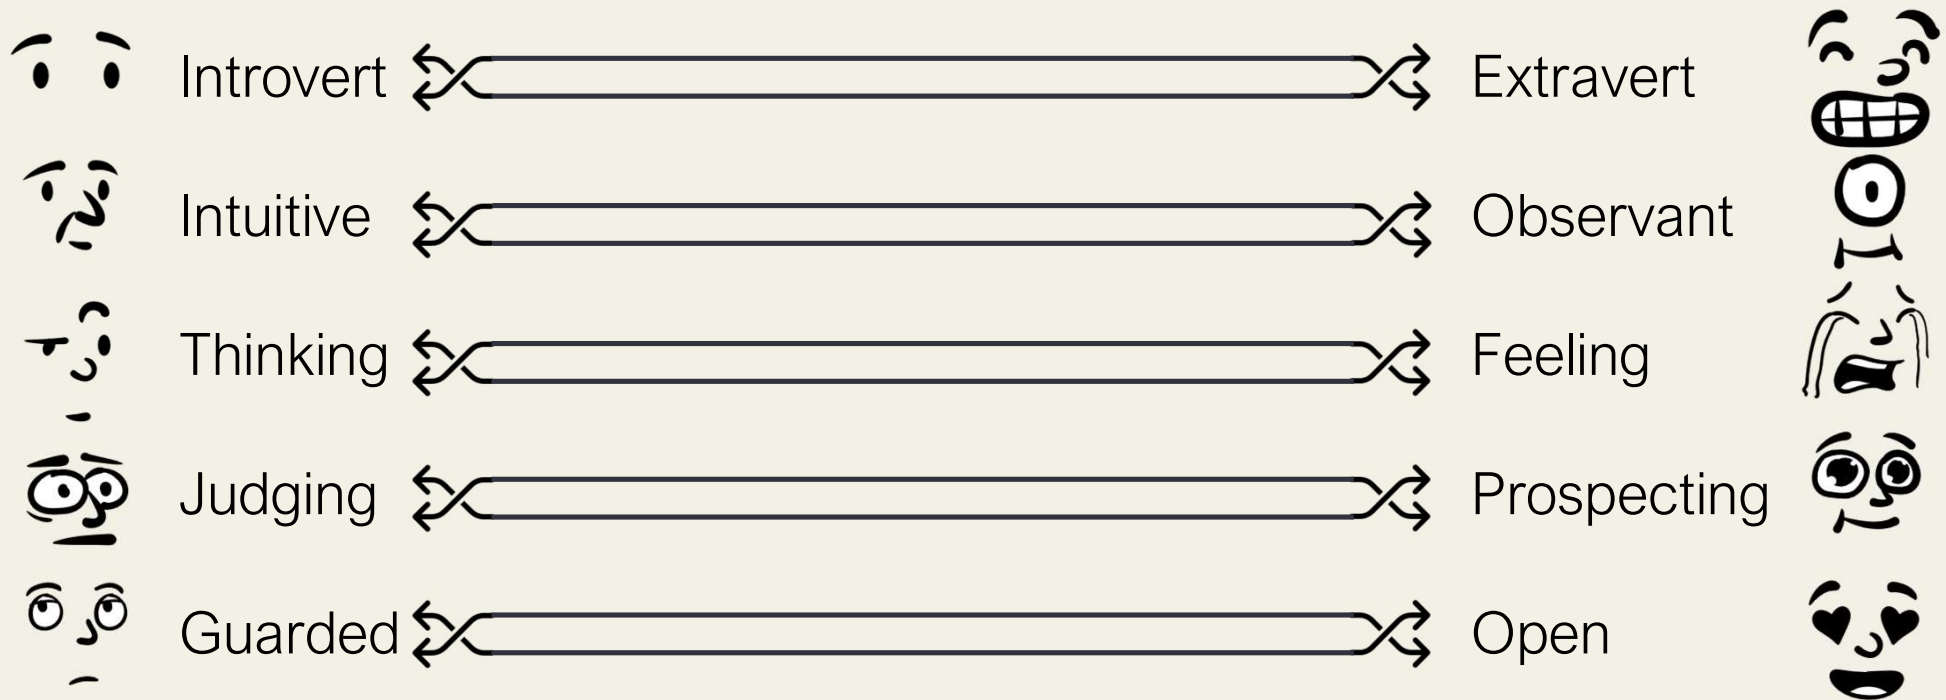 Introvert Extravert
Intuitive Observant
Thinking Feeling
Judging Prospecting
Guarded Open